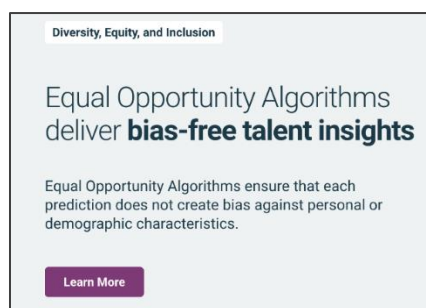 Diversity, Equity, and Inclusion
Equal Opportunity Algorithms
deliver bias-free talent insights
Equal Opportunity Algorithms ensure that each
prediction does not create bias against personal or
demographic characteristics.
Learn More